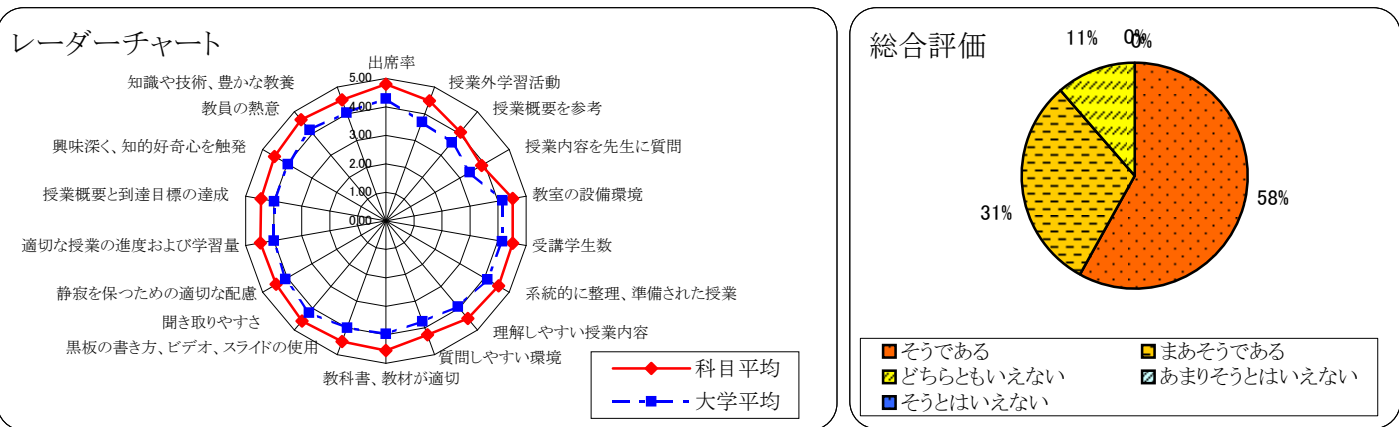 レーダーチャート
出席率
授業外学習活動
授業概要を参考
授業内容を先生に質問
教室の設備環境
受講学生数
系統的に整理、準備された授業
理解しやすい授業内容
質問しやすい環境
教科書、教材が適切
黒板の書き方、ビデオ、スライドの使用
聞き取りやすさ
静寂を保つための適切な配慮
適切な授業の進度および学習量
授業概要と到達目標の達成
興味深く、知的好奇心を触発
教員の熱意
知識や技術、豊かな教養
5.00
4.00
3.00
2.00
1.00
0.00
科目平均
大学平均
総合評価
11%
0%
0%
31%
58%
そうである
まあそうである
どちらともいえない
あまりそうとはいえない
そうとはいえない